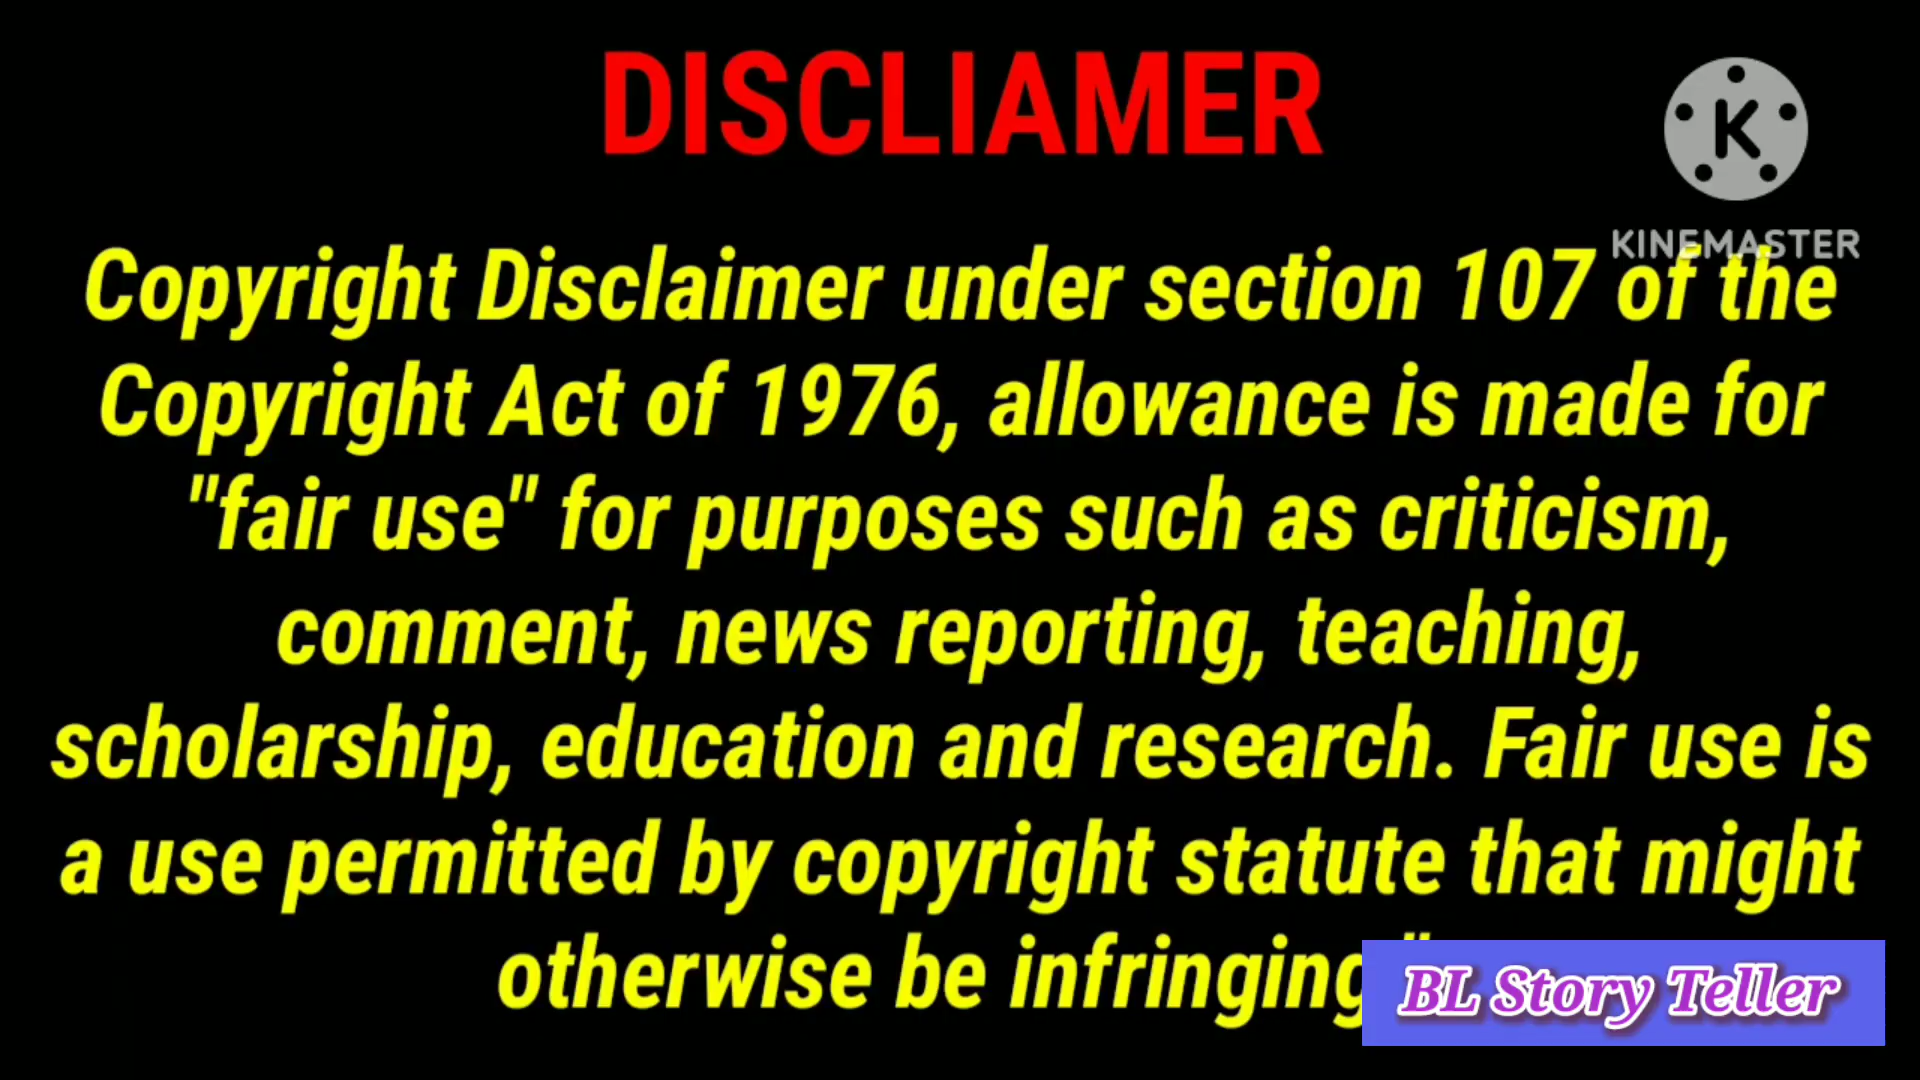 DISCLIAMER
K
KINEMASTER
Copyright Disclaimer under section 107 of the
Copyright Act of 1976, allowance is made for
"fair use" for purposes such as criticism,
comment, news reporting, teaching,
scholarship, education and research. Fair use is
a use permitted by copyright statute that might
otherwise be infringing."
BL Story Teller